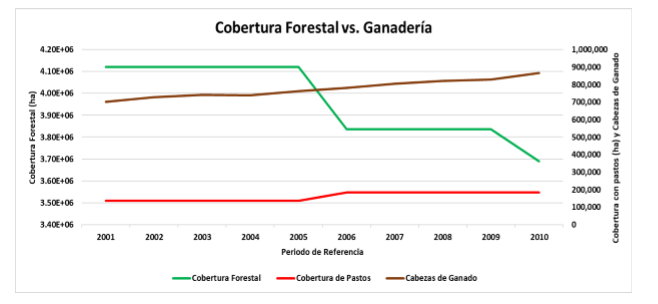 Cobertura Forestal vs. Ganadería
4.20E+06
4.10E+06
4.00E+06
3.90E+06
3.80E+06
3.70E+06
3.60E+06
3.50E+06
3.40E+06
Cobertura Forestal (ha)
1,000,000
900,000
800,000
700,000
600,000
500,000
400,000
300,000
200,000
100,000
0
Cobertura con pastos (ha) y Cabezas de Ganado
2001 2002 2003 2004 2005 2006 2007 2008 2009 2010
Periodo de Referencia
Cobertura Forestal Cobertura de Pastos Cabezas de Ganado